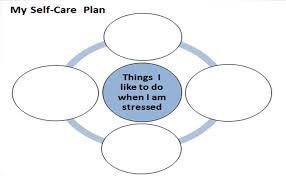 My Self-Care Plan
Things I
like to do
when I am
stressed